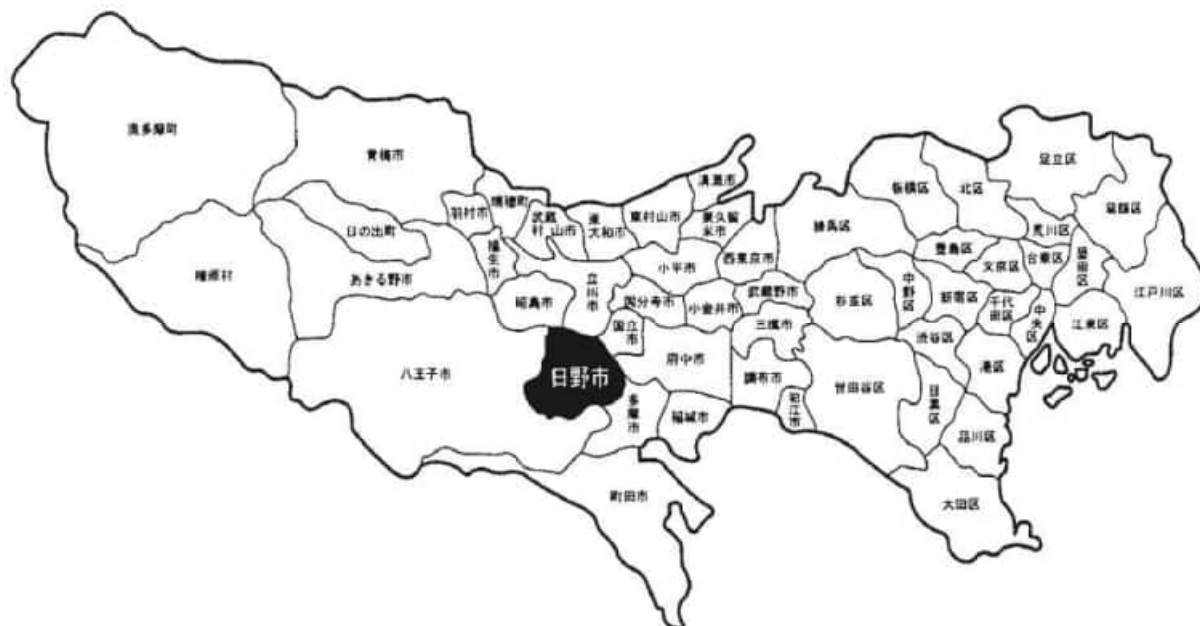 奥多摩町
青梅市
檜原村
日の出町
あきる野市
羽村市
瑞穂町
福生市
武蔵
村山市
東
大和市
東村山市
清瀬市
東久留
米市
昭島市
立川市
小平市
西東京市
国分寺市
小金井市
武蔵野市
国立市
三鷹市
八王子市
日野市
府中市
調布市
狛江市
多摩市
稲城市
町田市
練馬区
板橋区
北区
足立区
葛飾区
荒川区
豊島区
文京区
台東区
墨田区
江戸川区
杉並区
中野区
新宿区
千代
田区
中央区
江東区
渋谷区
港区
世田谷区
目黒区
品川区
大田区